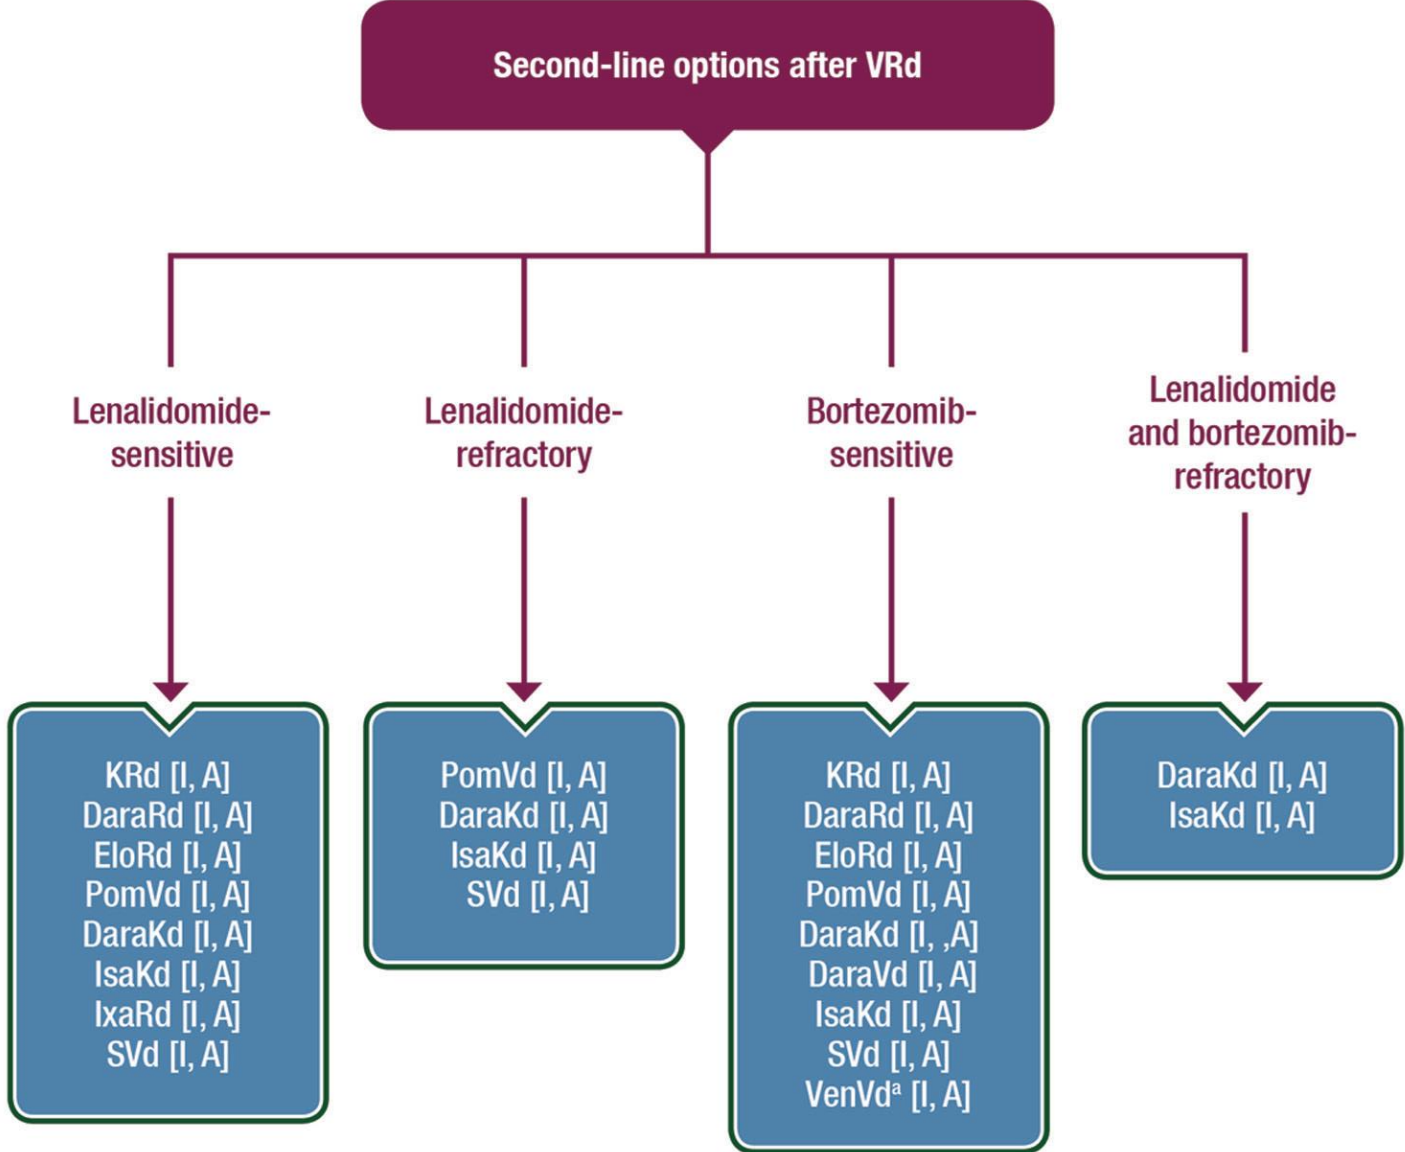 Second-line options after VRd
Lenalidomide-
sensitive
Lenalidomide-
refractory
Bortezomib-
sensitive
Lenalidomide
and bortezomib-
refractory
KRd [I, A]
DaraRd [I, A]
EloRd [I, A]
PomVd [I, A]
DaraKd [I, A]
IsaKd [I, A]
IxaRd [I, A]
SVd [I, A]
PomVd [I, A]
DaraKd [I, A]
IsaKd [I, A]
SVd [I, A]
KRd [I, A]
DaraRd [I, A]
EloRd [I, A]
PomVd [I, A]
DaraKd [I, ,A]
DaraVd [I, A]
IsaKd [I, A]
SVd [I, A]
VenVdᵃ [I, A]
DaraKd [I, A]
IsaKd [I, A]